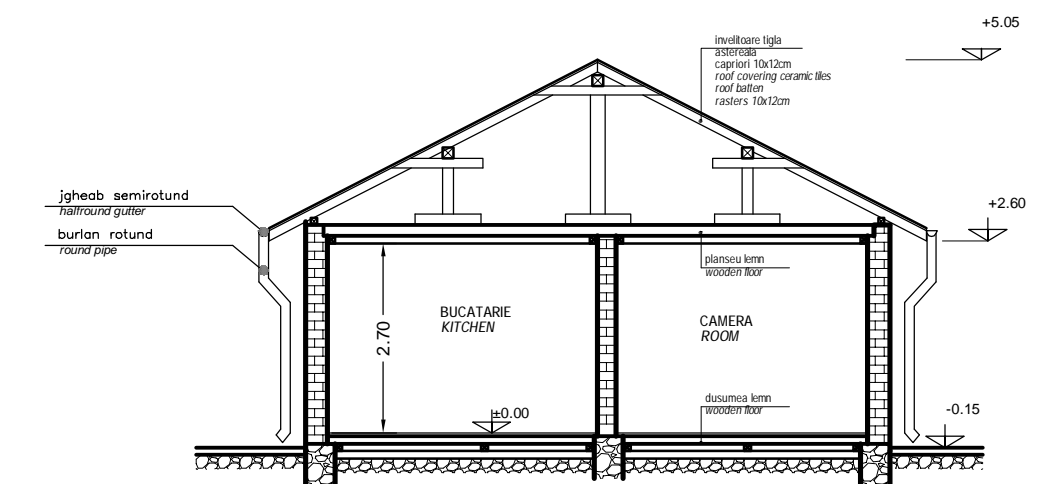 +5.05
invelitoare tigla
astereala
capriori 10x12cm
roof covering ceramic tiles
roof batten
rasters 10x12cm
jgheab semirotund
halfround gutter
+2.60
burlan rotund
round pipe
planseu lemn
wooden floor
BUCATARIE
KITCHEN
CAMERA
ROOM
2.70
dusumea lemn
wooden floor
±0.00
-0.15